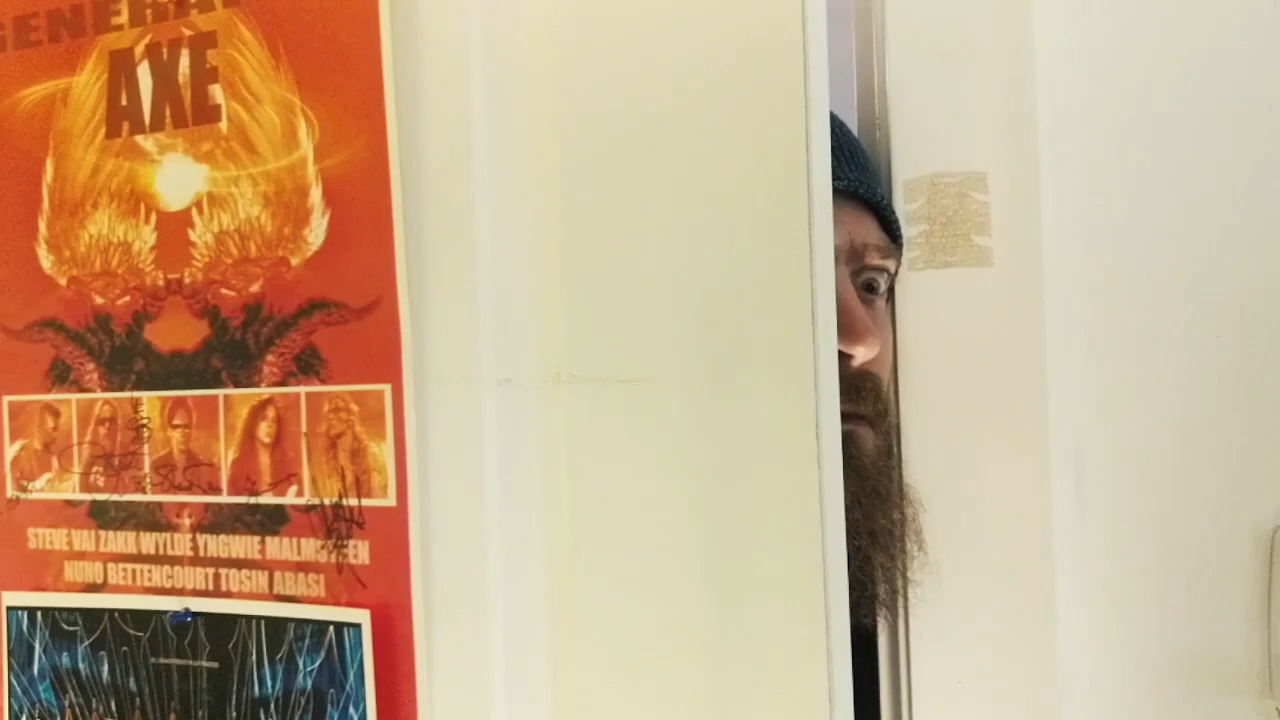 AXE
STEVE VAI ZAKK WYLDE YNGWIE MALMSTEEN
NUNO BETTENCOURT TOSIN ABASI